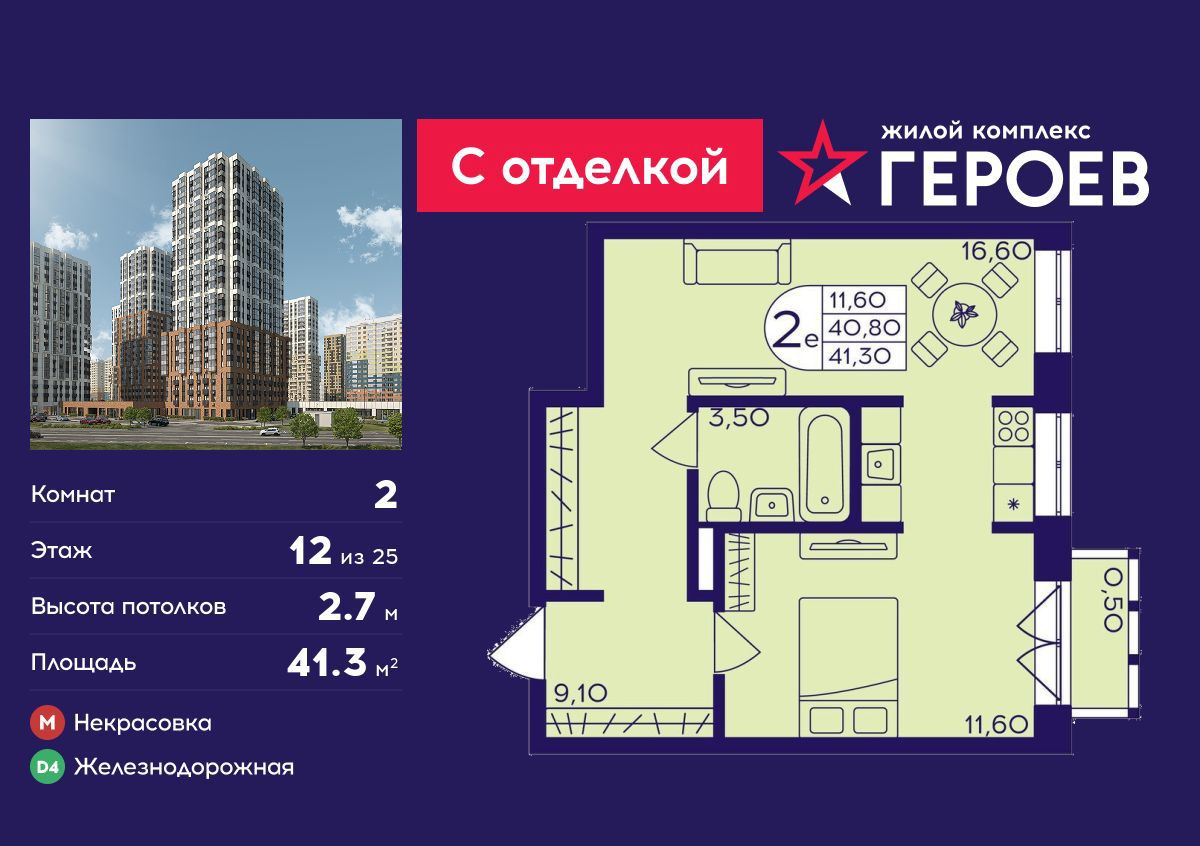 С отделкой
ЖИЛОЙ КОМПЛЕКС
ГЕРОЕВ
16,60
2е
11,60
40,80
41,30
3,50
0,50
9,10
11,60
Комнат 2
Этаж 12 из 25
Высота потолков 2.7 м
Площадь 41.3 м²
М Некрасовка
D4 Железнодорожная